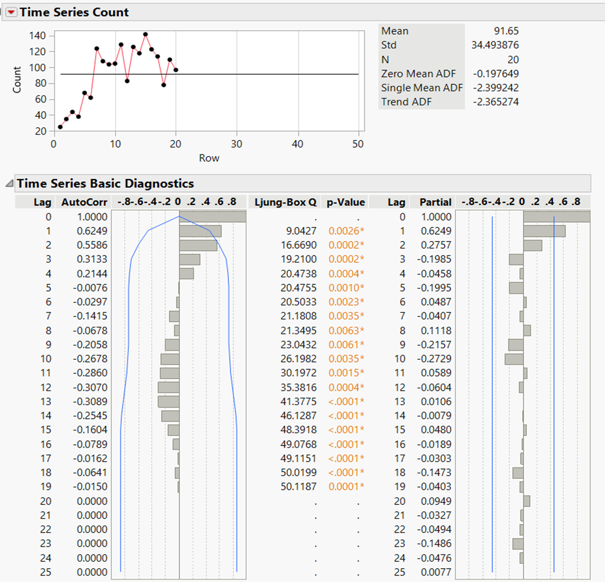 Time Series Count
140
120
100
80
60
40
20
Count
0 10 20 30 40 50
Row
Mean 91.65
Std 34.493876
N 20
Zero Mean ADF -0.197649
Single Mean ADF -2.399242
Trend ADF -2.365274
Time Series Basic Diagnostics
Lag AutoCorr -.8-.6-.4-.2 0 .2 .4 .6 .8 Ljung-Box Q p-Value Lag Partial -.8-.6-.4-.2 0 .2 .4 .6 .8
0 1.0000 . . 0 1.0000
1 0.6249 9.0427 0.0026* 1 0.6249
2 0.5586 16.6690 0.0002* 2 0.2757
3 0.3133 19.2100 0.0002* 3 -0.1985
4 0.2144 20.4738 0.0004* 4 -0.0458
5 -0.0076 20.4755 0.0010* 5 -0.1995
6 -0.0297 20.5033 0.0023* 6 0.0487
7 -0.1415 21.1808 0.0035* 7 -0.0407
8 -0.0678 21.3495 0.0063* 8 0.1118
9 -0.2058 23.0432 0.0061* 9 -0.2157
10 -0.2678 26.1982 0.0035* 10 -0.2729
11 -0.2860 30.1972 0.0015* 11 0.0589
12 -0.3070 35.3816 0.0004* 12 -0.0604
13 -0.3089 41.3775 <.0001* 13 0.0106
14 -0.2545 46.1287 <.0001* 14 -0.0079
15 -0.1604 48.3918 <.0001* 15 0.0480
16 -0.0789 49.0768 <.0001* 16 -0.0189
17 -0.0162 49.1151 <.0001* 17 -0.0303
18 -0.0641 50.0199 <.0001* 18 -0.1473
19 -0.0150 50.1187 0.0001* 19 -0.0403
20 0.0000 . . 20 0.0949
21 0.0000 . . 21 -0.0327
22 0.0000 . . 22 -0.0494
23 0.0000 . . 23 -0.1486
24 0.0000 . . 24 -0.0476
25 0.0000 . . 25 0.0077